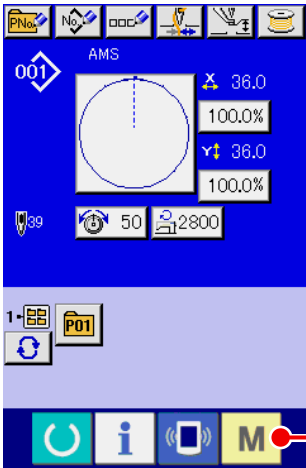 PNo. No.
001
AMS
X 36.0
100.0%
Y 36.0
100.0%
39
50
2800
1-
P01
i
M